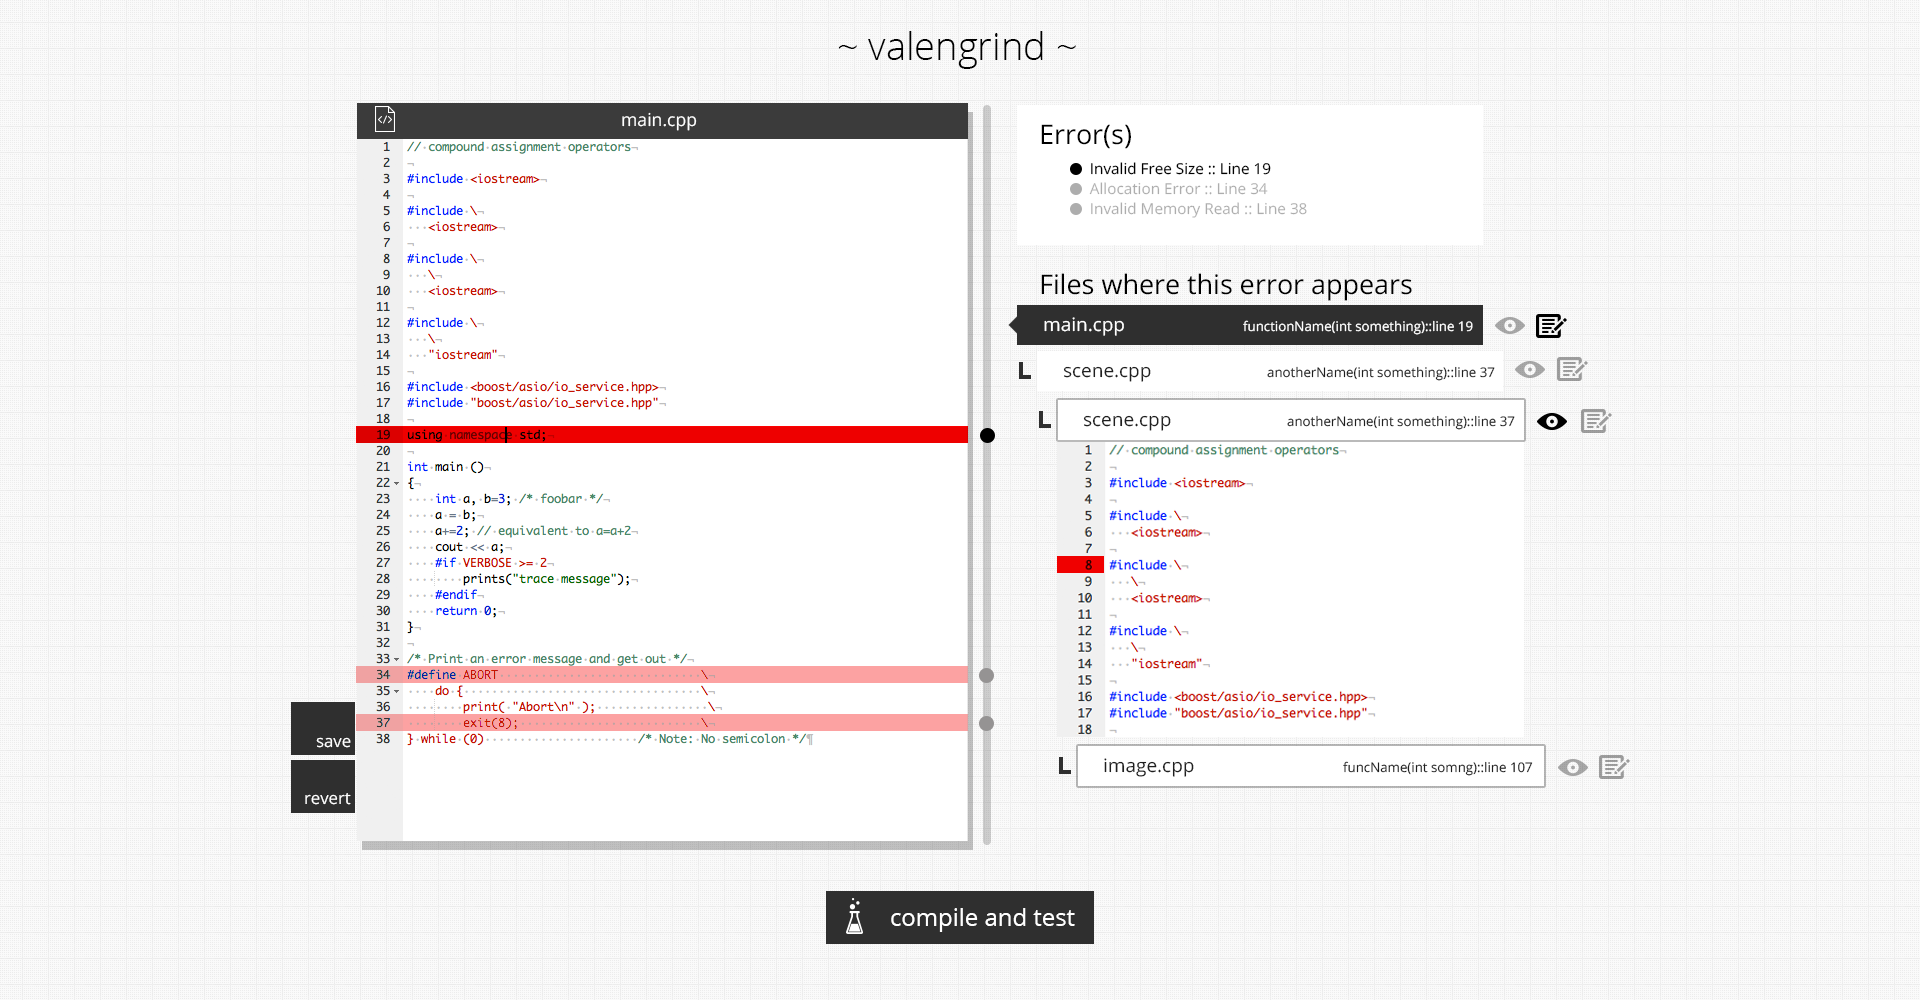 ~ valengrind ~
main.cpp
1 // compound assignment operators
2
3 #include <iostream>
4
5 #include \
6 <iostream>
7
8 #include \
9 \
10 <iostream>
11
12 #include \
13 \
14 "iostream"
15
16 #include <boost/asio/io_service.hpp>
17 #include "boost/asio/io_service.hpp"
18
19 using namespace std;
20
21 int main ()
22 {
23 int a, b=3; /* foobar */
24 a = b;
25 a+=2; // equivalent to a=a+2
26 cout << a;
27 #if VERBOSE >= 2
28 prints("trace message");
29 #endif
30 return 0;
31 }
32
33 /* Print an error message and get out */
34 #define ABORT \
35 do { \
36 print( "Abort\n" ); \
37 exit(8); \
38 } while (0) /* Note: No semicolon */
save
revert
Error(s)
Invalid Free Size :: Line 19
Allocation Error :: Line 34
Invalid Memory Read :: Line 38
Files where this error appears
main.cpp functionName(int something)::line 19
scene.cpp anotherName(int something)::line 37
scene.cpp anotherName(int something)::line 37
1 // compound assignment operators
2
3 #include <iostream>
4
5 #include \
6 <iostream>
7
8 #include \
9 \
10 <iostream>
11
12 #include \
13 \
14 "iostream"
15
16 #include <boost/asio/io_service.hpp>
17 #include "boost/asio/io_service.hpp"
18
image.cpp funcName(int somng)::line 107
compile and test